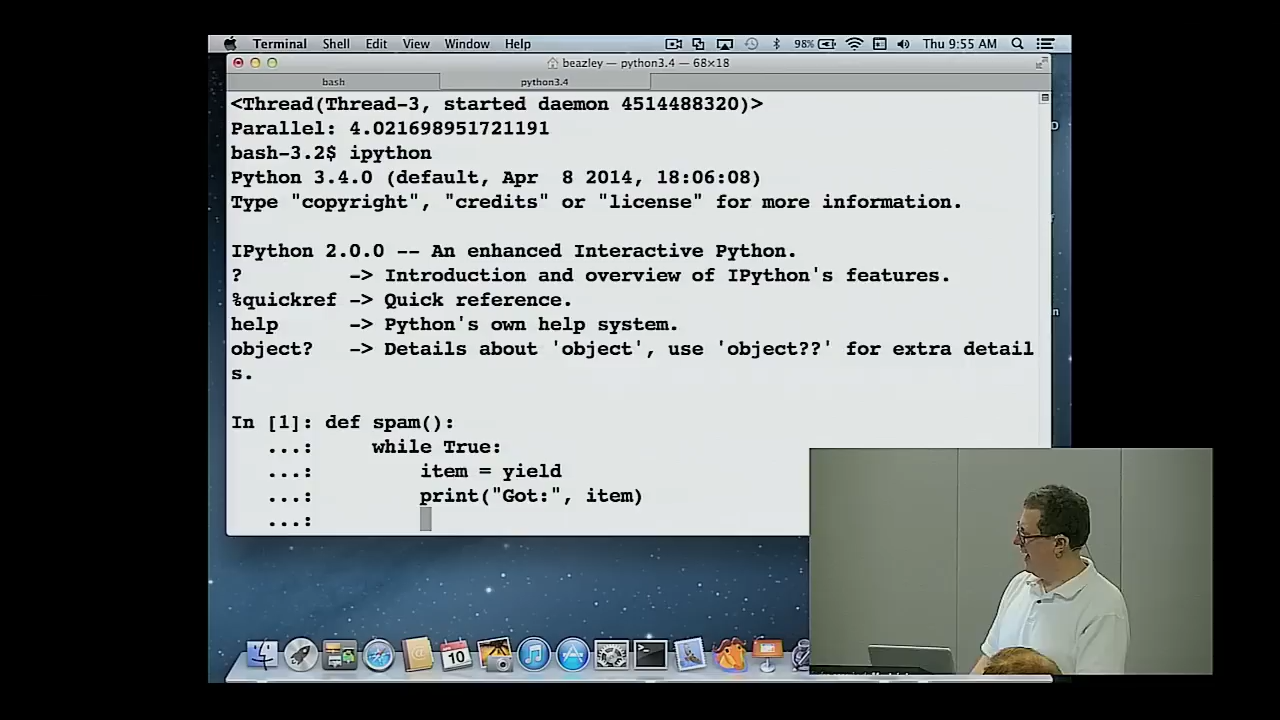 Terminal Shell Edit View Window Help 98% Thu 9:55 AM
beazley — python3.4 — 68×18
bash python3.4
<Thread(Thread-3, started daemon 4514488320)>
Parallel: 4.021698951721191
bash-3.2$ ipython
Python 3.4.0 (default, Apr  8 2014, 18:06:08)
Type "copyright", "credits" or "license" for more information.
IPython 2.0.0 -- An enhanced Interactive Python.
?         -> Introduction and overview of IPython's features.
%quickref -> Quick reference.
help      -> Python's own help system.
object?   -> Details about 'object', use 'object??' for extra detail
s.
In [1]: def spam():
   ...:     while True:
   ...:         item = yield
   ...:         print("Got:", item)
   ...:
10